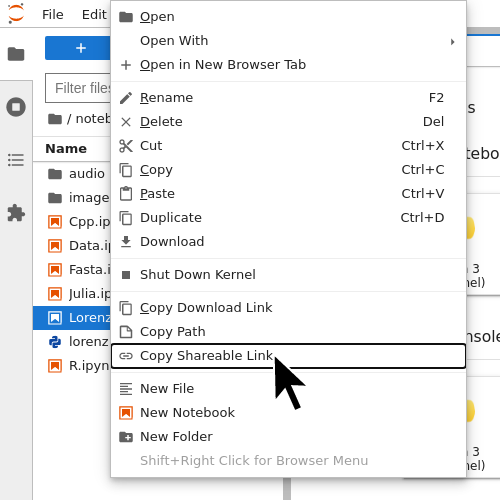 File Edit
Open
Open With
Open in New Browser Tab
Filter files
Rename F2
/ noteb
Delete Del
Name
Cut Ctrl+X
audio
Copy Ctrl+C
image
Paste Ctrl+V
Cpp.ip
Duplicate Ctrl+D
Data.ip
Download
Fasta.i
Shut Down Kernel
Julia.ip
Lorenz
Copy Download Link
lorenz
Copy Path
R.ipyn
Copy Shareable Link
New File
New Notebook
New Folder
Shift+Right Click for Browser Menu
s
tebo
3
nel)
nsole
3
nel)